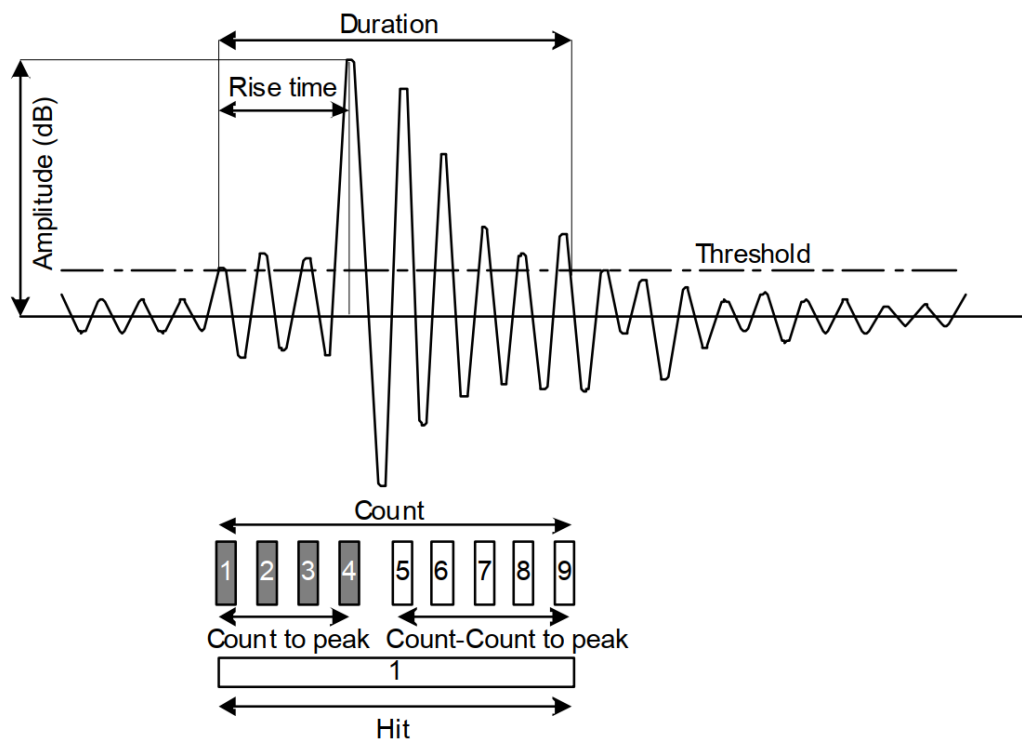 Duration
Rise time
Amplitude (dB)
Threshold
Count
1 2 3 4 5 6 7 8 9
Count to peak Count-Count to peak
1
Hit